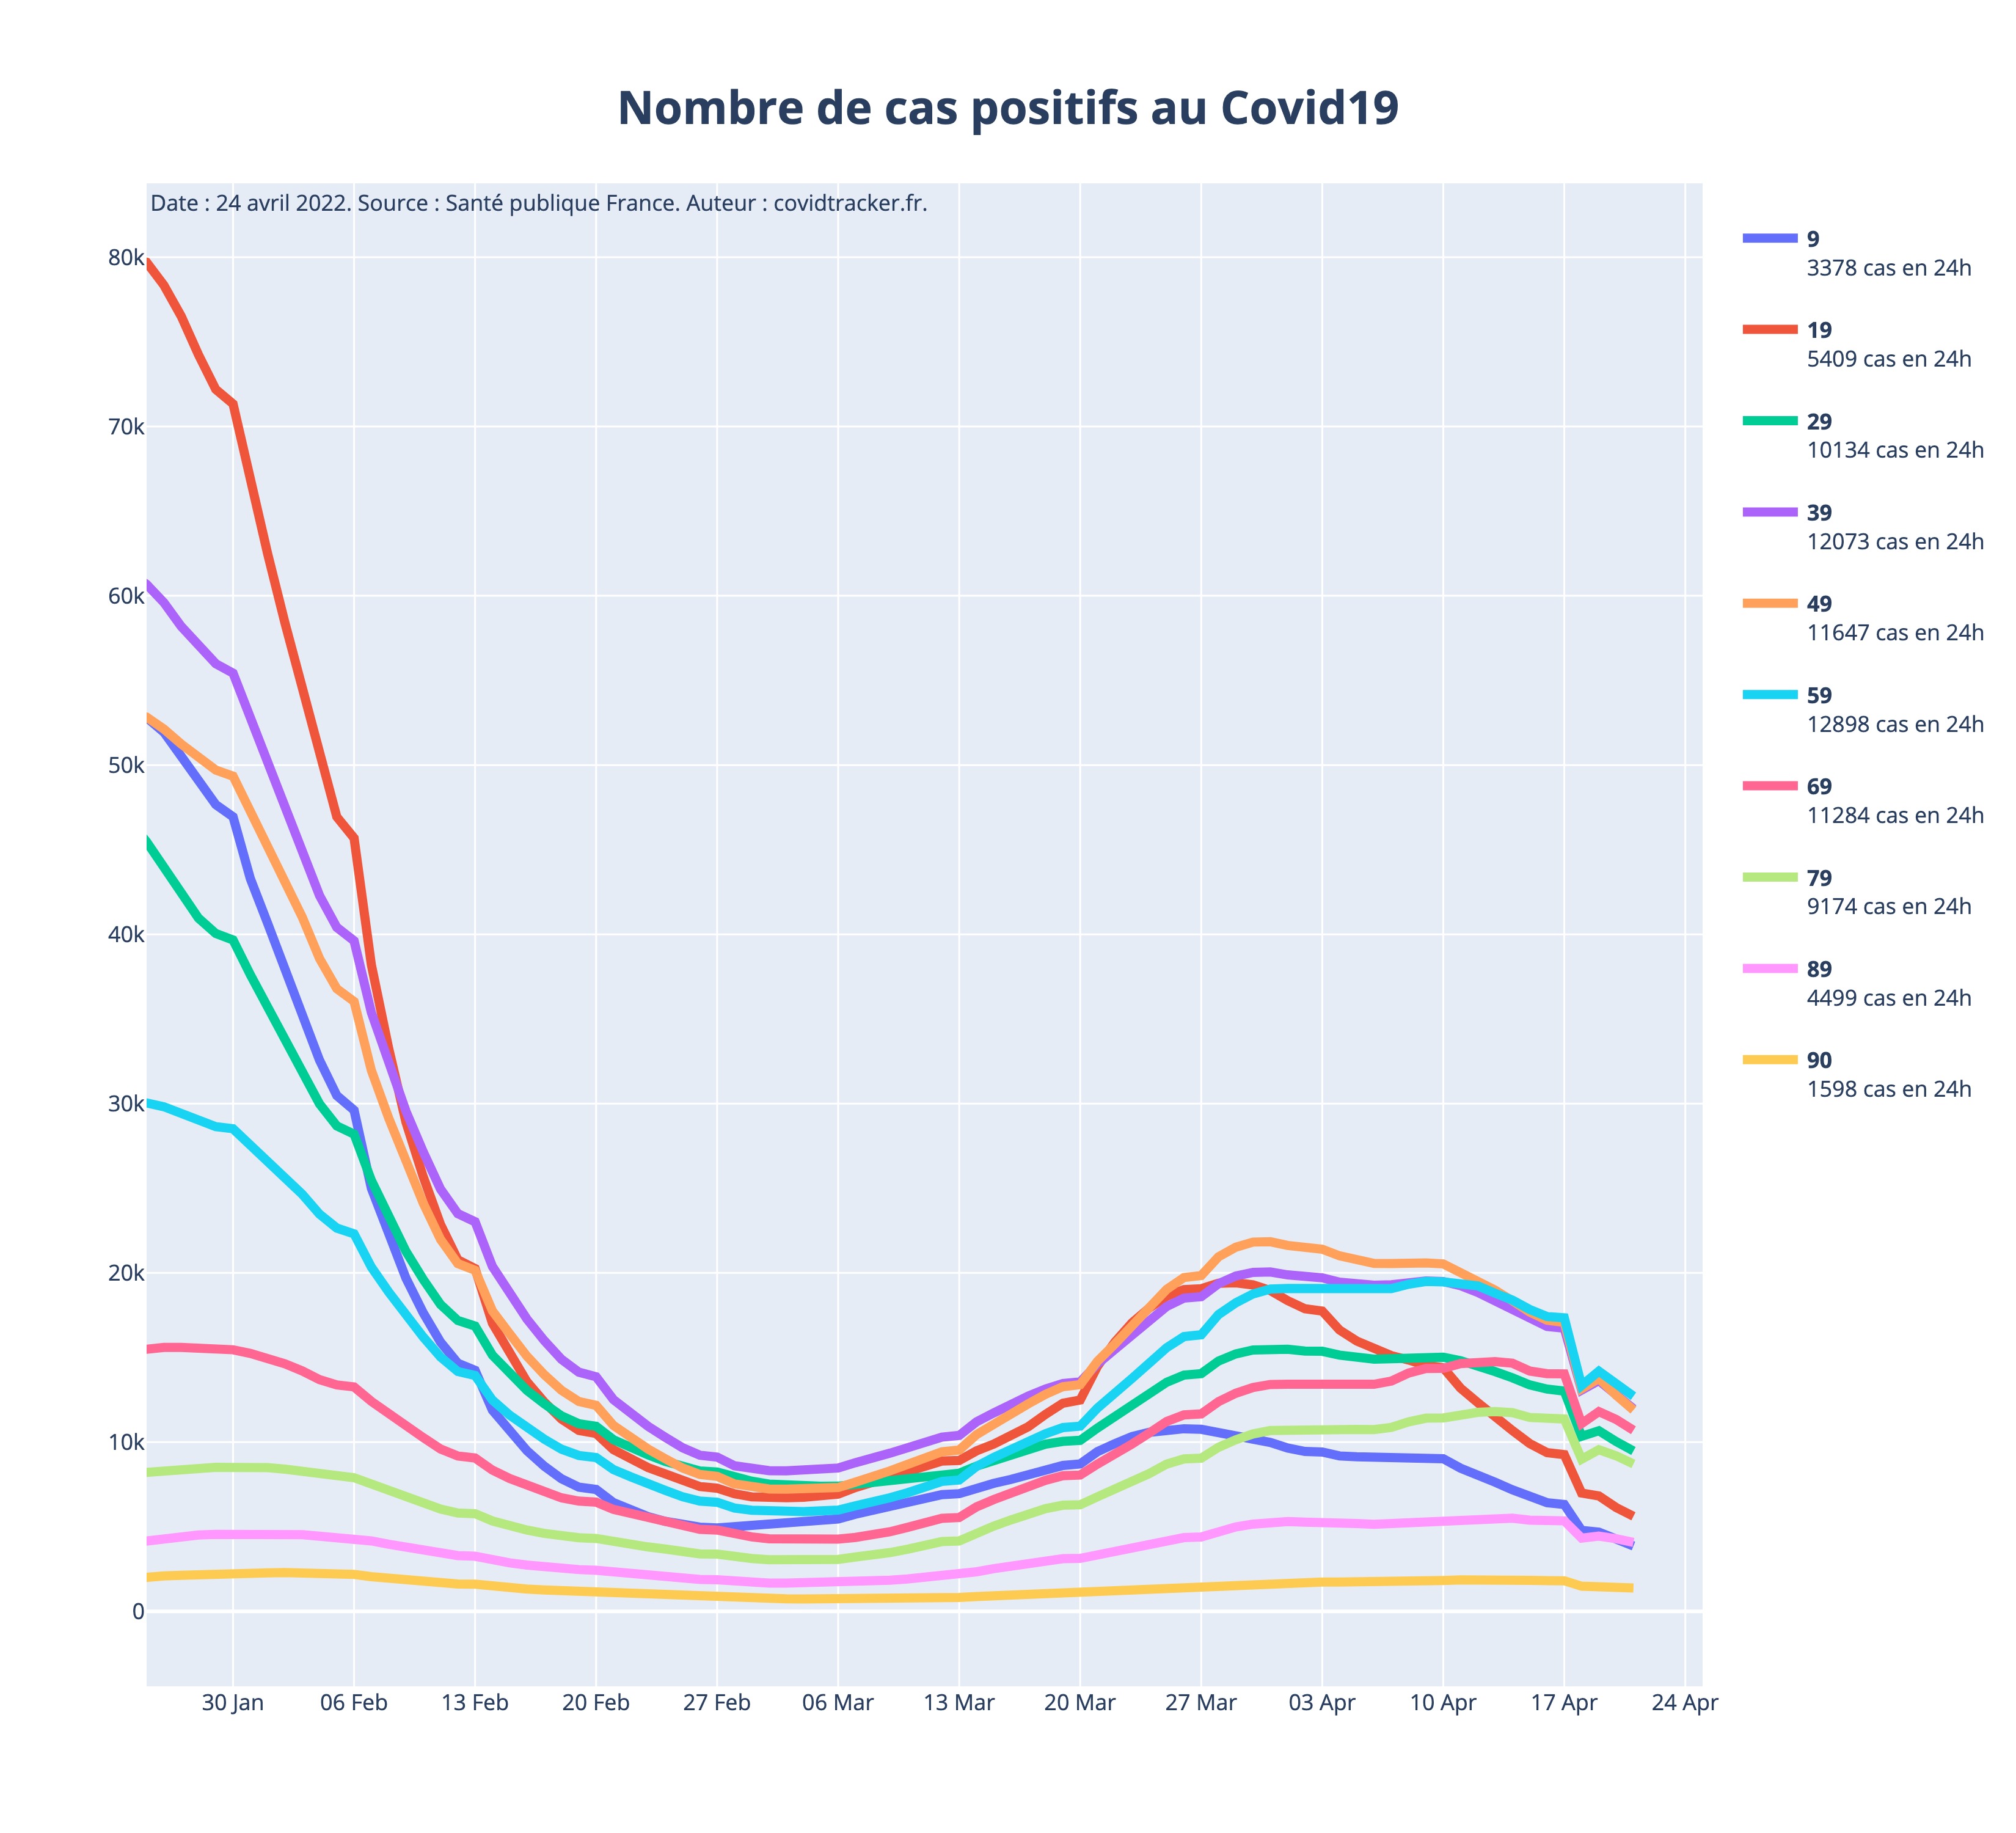 Nombre de cas positifs au Covid19
Date : 24 avril 2022. Source : Santé publique France. Auteur : covidtracker.fr.
80k
70k
60k
50k
40k
30k
20k
10k
0
30 Jan
06 Feb
13 Feb
20 Feb
27 Feb
06 Mar
13 Mar
20 Mar
27 Mar
03 Apr
10 Apr
17 Apr
24 Apr
9
3378 cas en 24h
19
5409 cas en 24h
29
10134 cas en 24h
39
12073 cas en 24h
49
11647 cas en 24h
59
12898 cas en 24h
69
11284 cas en 24h
79
9174 cas en 24h
89
4499 cas en 24h
90
1598 cas en 24h